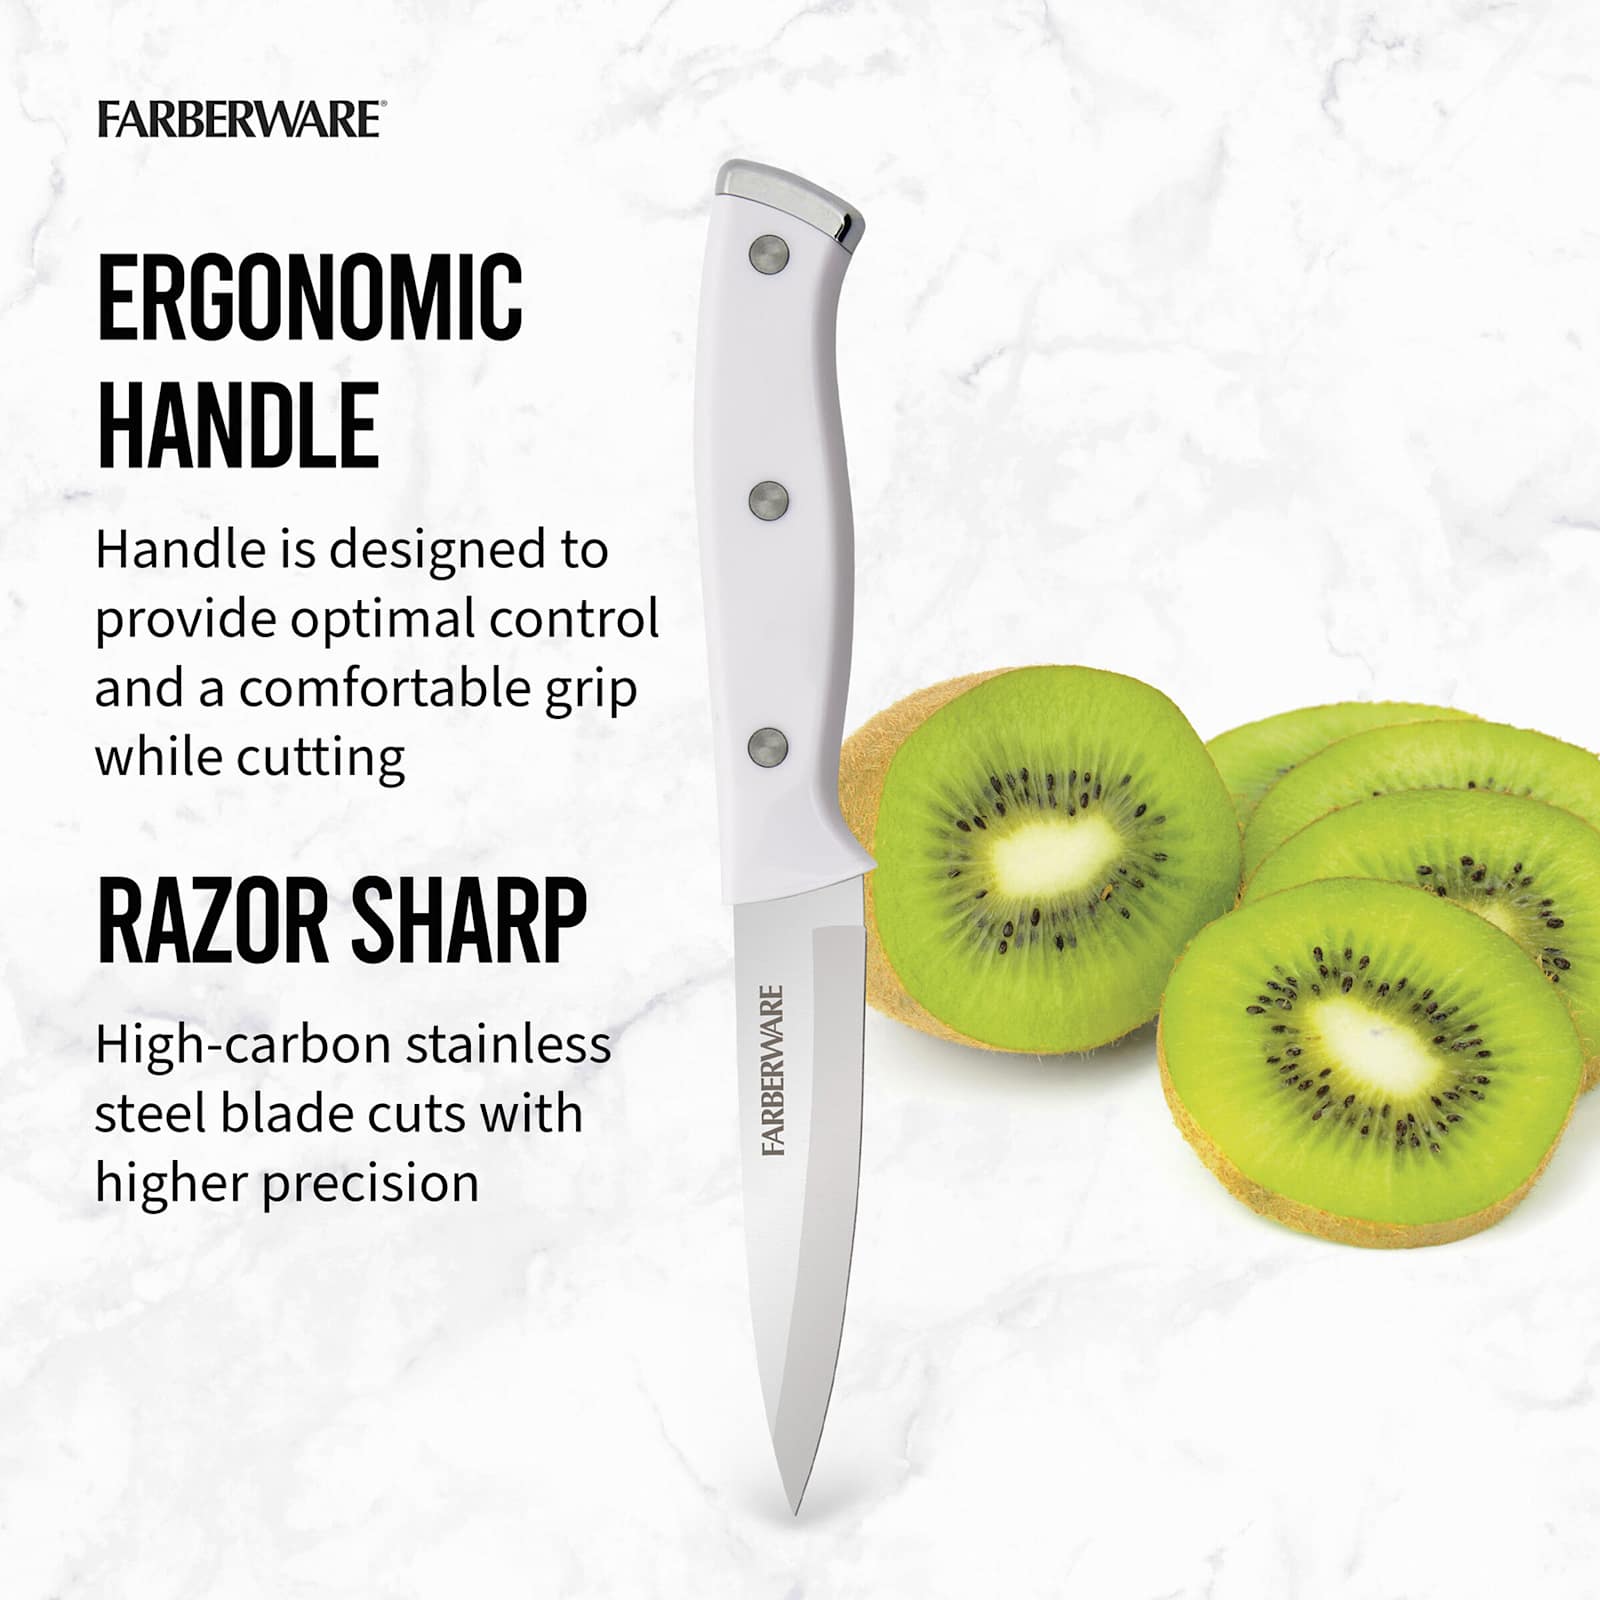 FARBERWARE®
ERGONOMIC
HANDLE
Handle is designed to
provide optimal control
and a comfortable grip
while cutting
RAZOR SHARP
High-carbon stainless
steel blade cuts with
higher precision
FARBERWARE